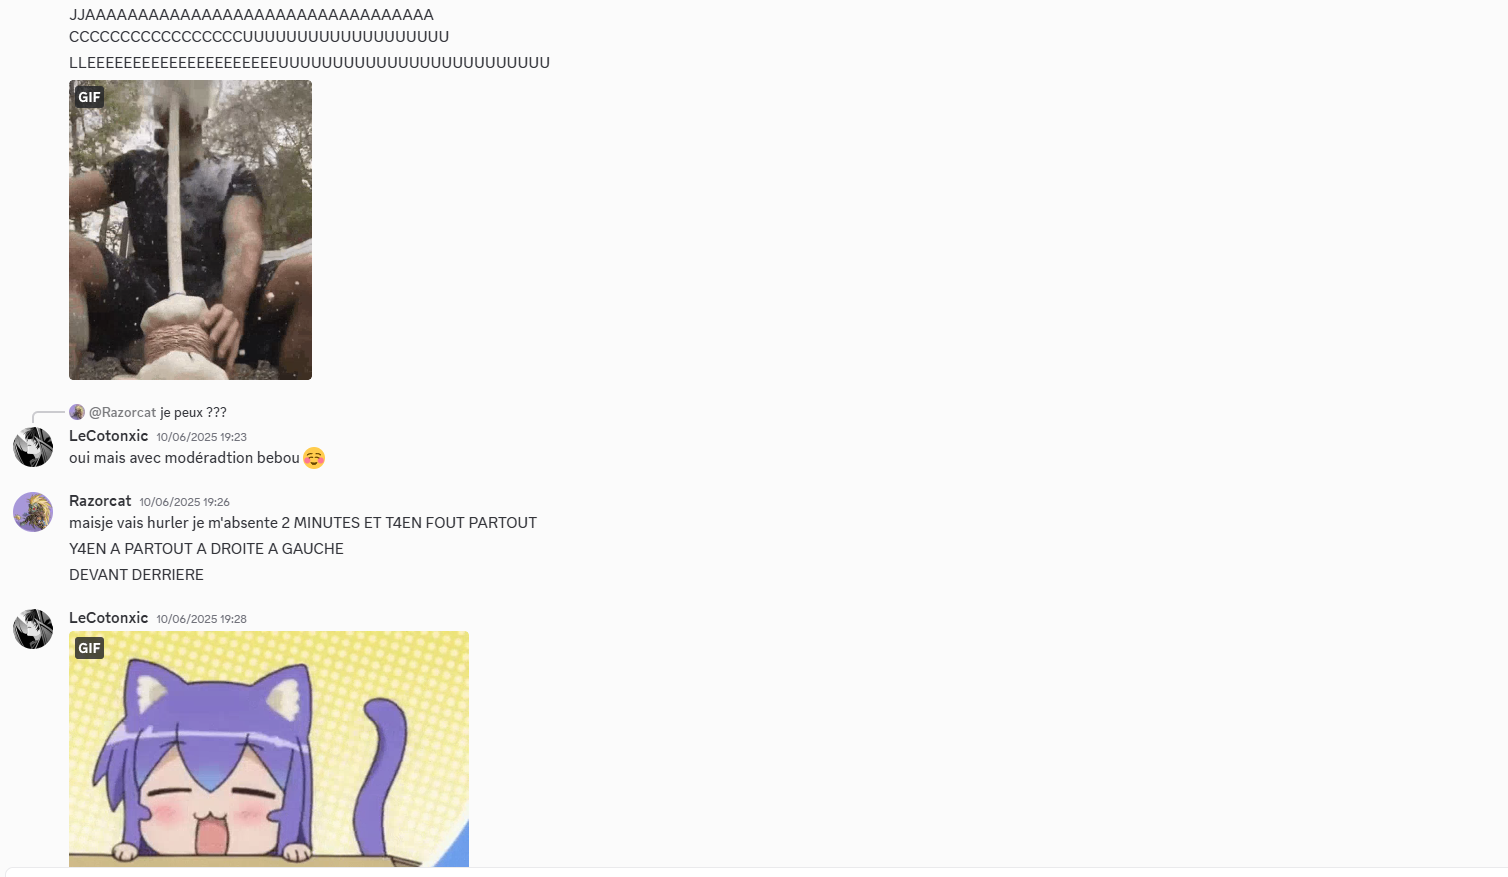 JJAAAAAAAAAAAAAAAAAAAAAAAAAAAAAAAAA
CCCCCCCCCCCCCCCCCUUUUUUUUUUUUUUUUUUU
LLEEEEEEEEEEEEEEEEEEEEEUUUUUUUUUUUUUUUUUUUUUUUUU
GIF
@Razorcat je peux ???
LeCotonxic 10/06/2025 19:23
oui mais avec modéradtion bebou ☺️
Razorcat 10/06/2025 19:26
maisje vais hurler je m'absente 2 MINUTES ET T4EN FOUT PARTOUT
Y4EN A PARTOUT A DROITE A GAUCHE
DEVANT DERRIERE
LeCotonxic 10/06/2025 19:28
GIF